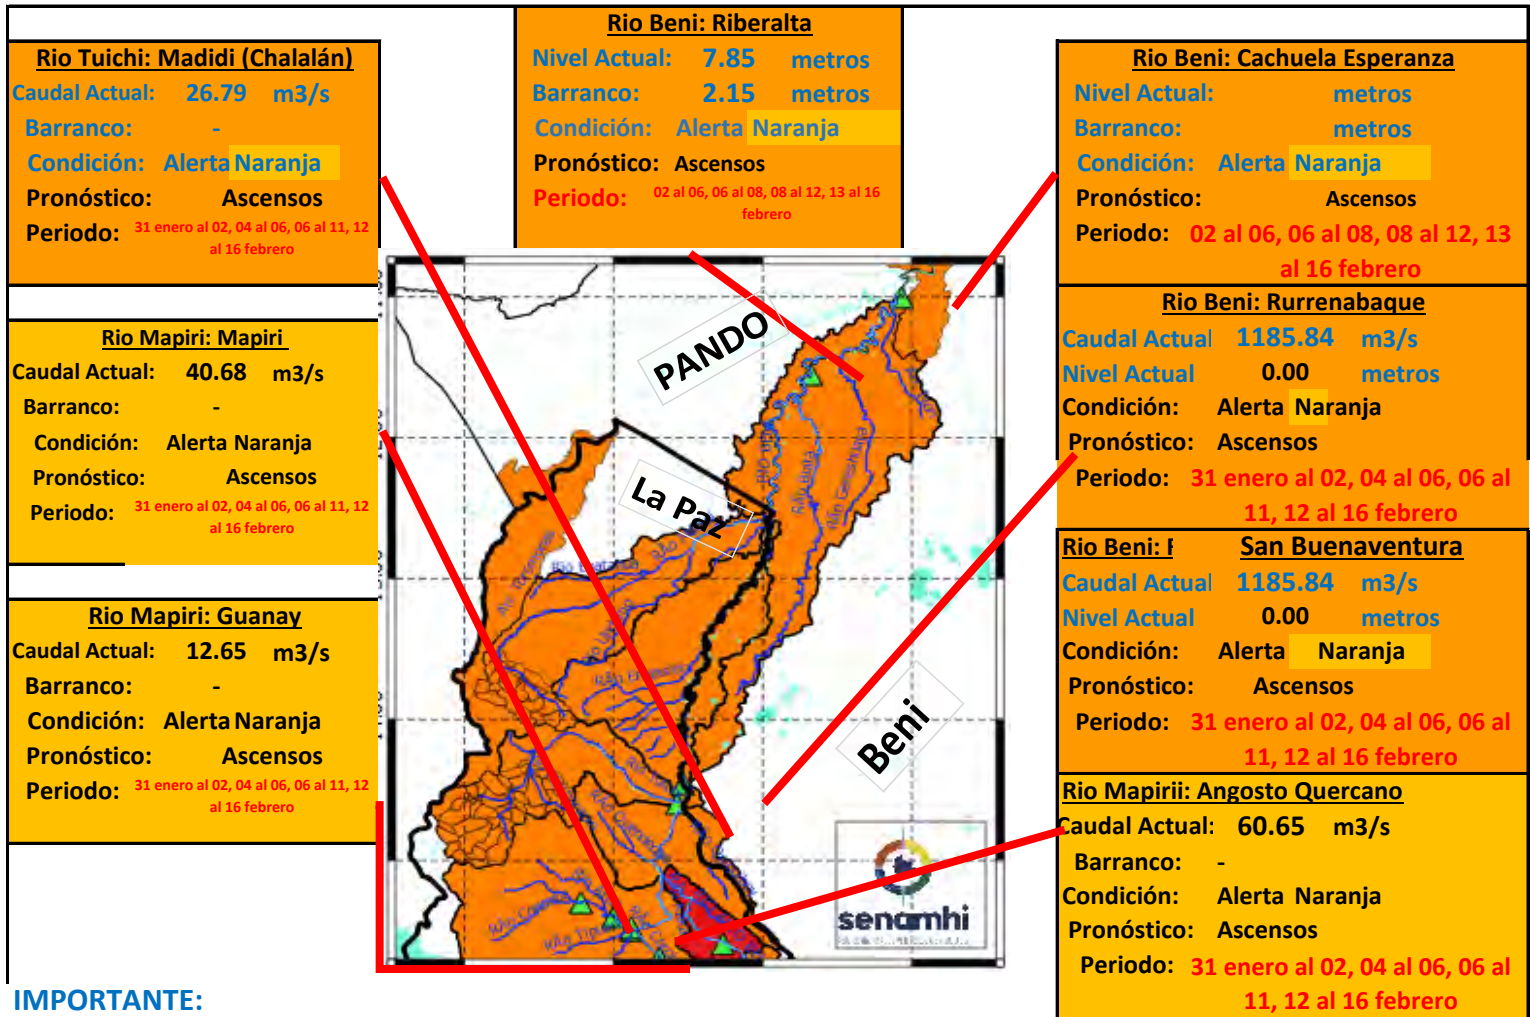 Rio Tuichi: Madidi (Chalalán)
Caudal Actual: 26.79 m3/s
Barranco: -
Condición: Alerta Naranja
Pronóstico: Ascensos
Periodo: 31 enero al 02, 04 al 06, 06 al 11, 12
al 16 febrero
Rio Mapiri: Mapiri
Caudal Actual: 40.68 m3/s
Barranco: -
Condición: Alerta Naranja
Pronóstico: Ascensos
Periodo: 31 enero al 02, 04 al 06, 06 al 11, 12
al 16 febrero
Rio Mapiri: Guanay
Caudal Actual: 12.65 m3/s
Barranco: -
Condición: Alerta Naranja
Pronóstico: Ascensos
Periodo: 31 enero al 02, 04 al 06, 06 al 11, 12
al 16 febrero
Rio Beni: Riberalta
Nivel Actual: 7.85 metros
Barranco: 2.15 metros
Condición: Alerta Naranja
Pronóstico: Ascensos
Periodo: 02 al 06, 06 al 08, 08 al 12, 13 al 16
febrero
PANDO
La Paz
Beni
senamhi
Rio Beni: Cachuela Esperanza
Nivel Actual: metros
Barranco: metros
Condición: Alerta Naranja
Pronóstico: Ascensos
Periodo: 02 al 06, 06 al 08, 08 al 12, 13
al 16 febrero
Rio Beni: Rurrenabaque
Caudal Actual 1185.84 m3/s
Nivel Actual 0.00 metros
Condición: Alerta Naranja
Pronóstico: Ascensos
Periodo: 31 enero al 02, 04 al 06, 06 al
11, 12 al 16 febrero
Rio Beni: San Buenaventura
Caudal Actual 1185.84 m3/s
Nivel Actual 0.00 metros
Condición: Alerta Naranja
Pronóstico: Ascensos
Periodo: 31 enero al 02, 04 al 06, 06 al
11, 12 al 16 febrero
Rio Mapirii: Angosto Quercano
Caudal Actual: 60.65 m3/s
Barranco: -
Condición: Alerta Naranja
Pronóstico: Ascensos
Periodo: 31 enero al 02, 04 al 06, 06 al
11, 12 al 16 febrero
IMPORTANTE: